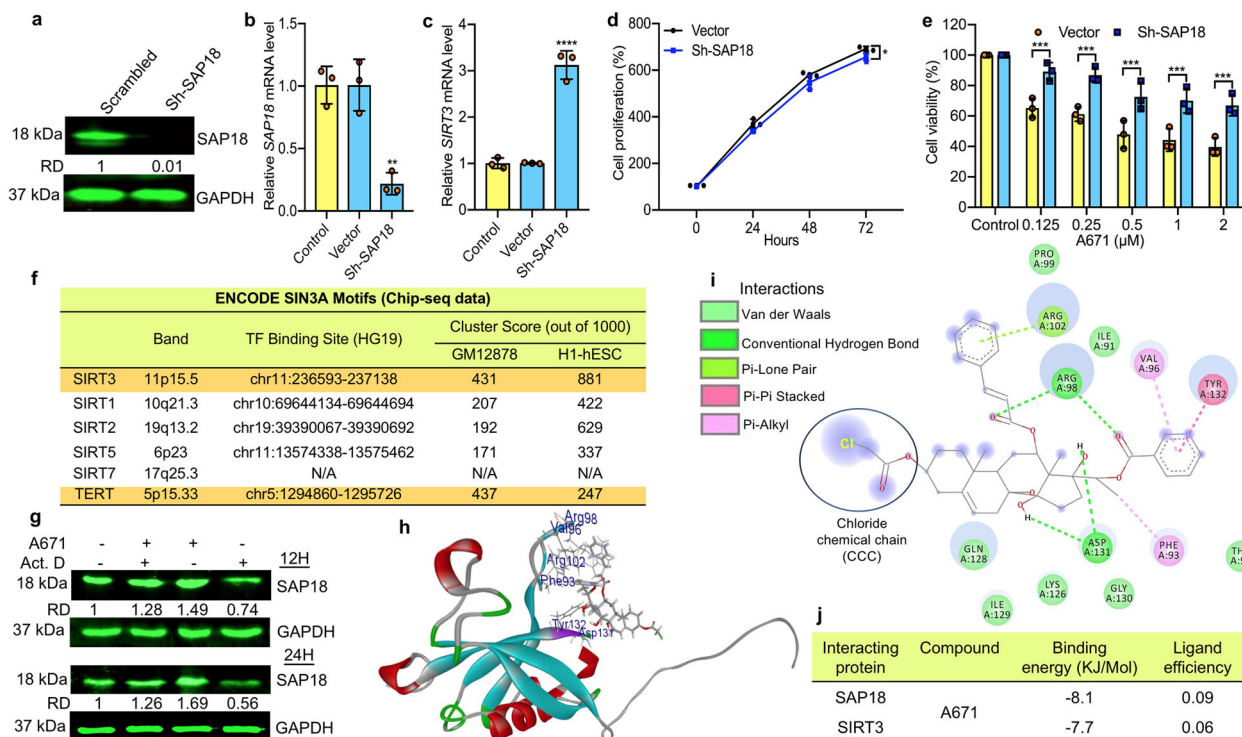 a
Scrambled
Sh-SAP18
18 kDa
SAP18
RD 1 0.01
37 kDa
GAPDH
b
Relative SAP18 mRNA level
1.5
1.0
0.5
0.0
**
Control
Vector
Sh-SAP18
c
Relative SIRT3 mRNA level
4
3
2
1
0
****
Control
Vector
Sh-SAP18
d
Cell proliferation (%)
800
600
400
200
0
Vector
Sh-SAP18
*
0 24 48 72
Hours
e
Vector Sh-SAP18
Cell viability (%)
120
100
80
60
40
20
0
*** *** *** *** ***
Control 0.125 0.25 0.5 1 2
A671 (µM)
f
ENCODE SIN3A Motifs (Chip-seq data)
Band TF Binding Site (HG19) Cluster Score (out of 1000)
GM12878 H1-hESC
SIRT3 11p15.5 chr11:236593-237138 431 881
SIRT1 10q21.3 chr10:69644134-69644694 207 422
SIRT2 19q13.2 chr19:39390067-39390692 192 629
SIRT5 6p23 chr11:13574338-13575462 171 337
SIRT7 17q25.3 N/A N/A N/A
TERT 5p15.33 chr5:1294860-1295726 437 247
g
A671 - + + -
Act. D - + - + 12H
18 kDa SAP18
RD 1 1.28 1.49 0.74
37 kDa GAPDH
24H
18 kDa SAP18
RD 1 1.26 1.69 0.56
37 kDa GAPDH
h
Arg98
Val96
Arg102
Phe93
Tyr132
Asp131
i
Interactions
Van der Waals
Conventional Hydrogen Bond
Pi-Lone Pair
Pi-Pi Stacked
Pi-Alkyl
PRO
A:99
ARG
A:102
ILE
A:91
VAL
A:96
ARG
A:98
TYR
A:132
Cl
O
O
O
O
O
O
O
O
O
H
H
Chloride
chemical chain
(CCC)
GLN
A:128
ASP
A:131
PHE
A:93
LYS
A:126
GLY
A:130
ILE
A:129
j
Interacting protein Compound Binding energy (KJ/Mol) Ligand efficiency
SAP18 A671 -8.1 0.09
SIRT3 -7.7 0.06